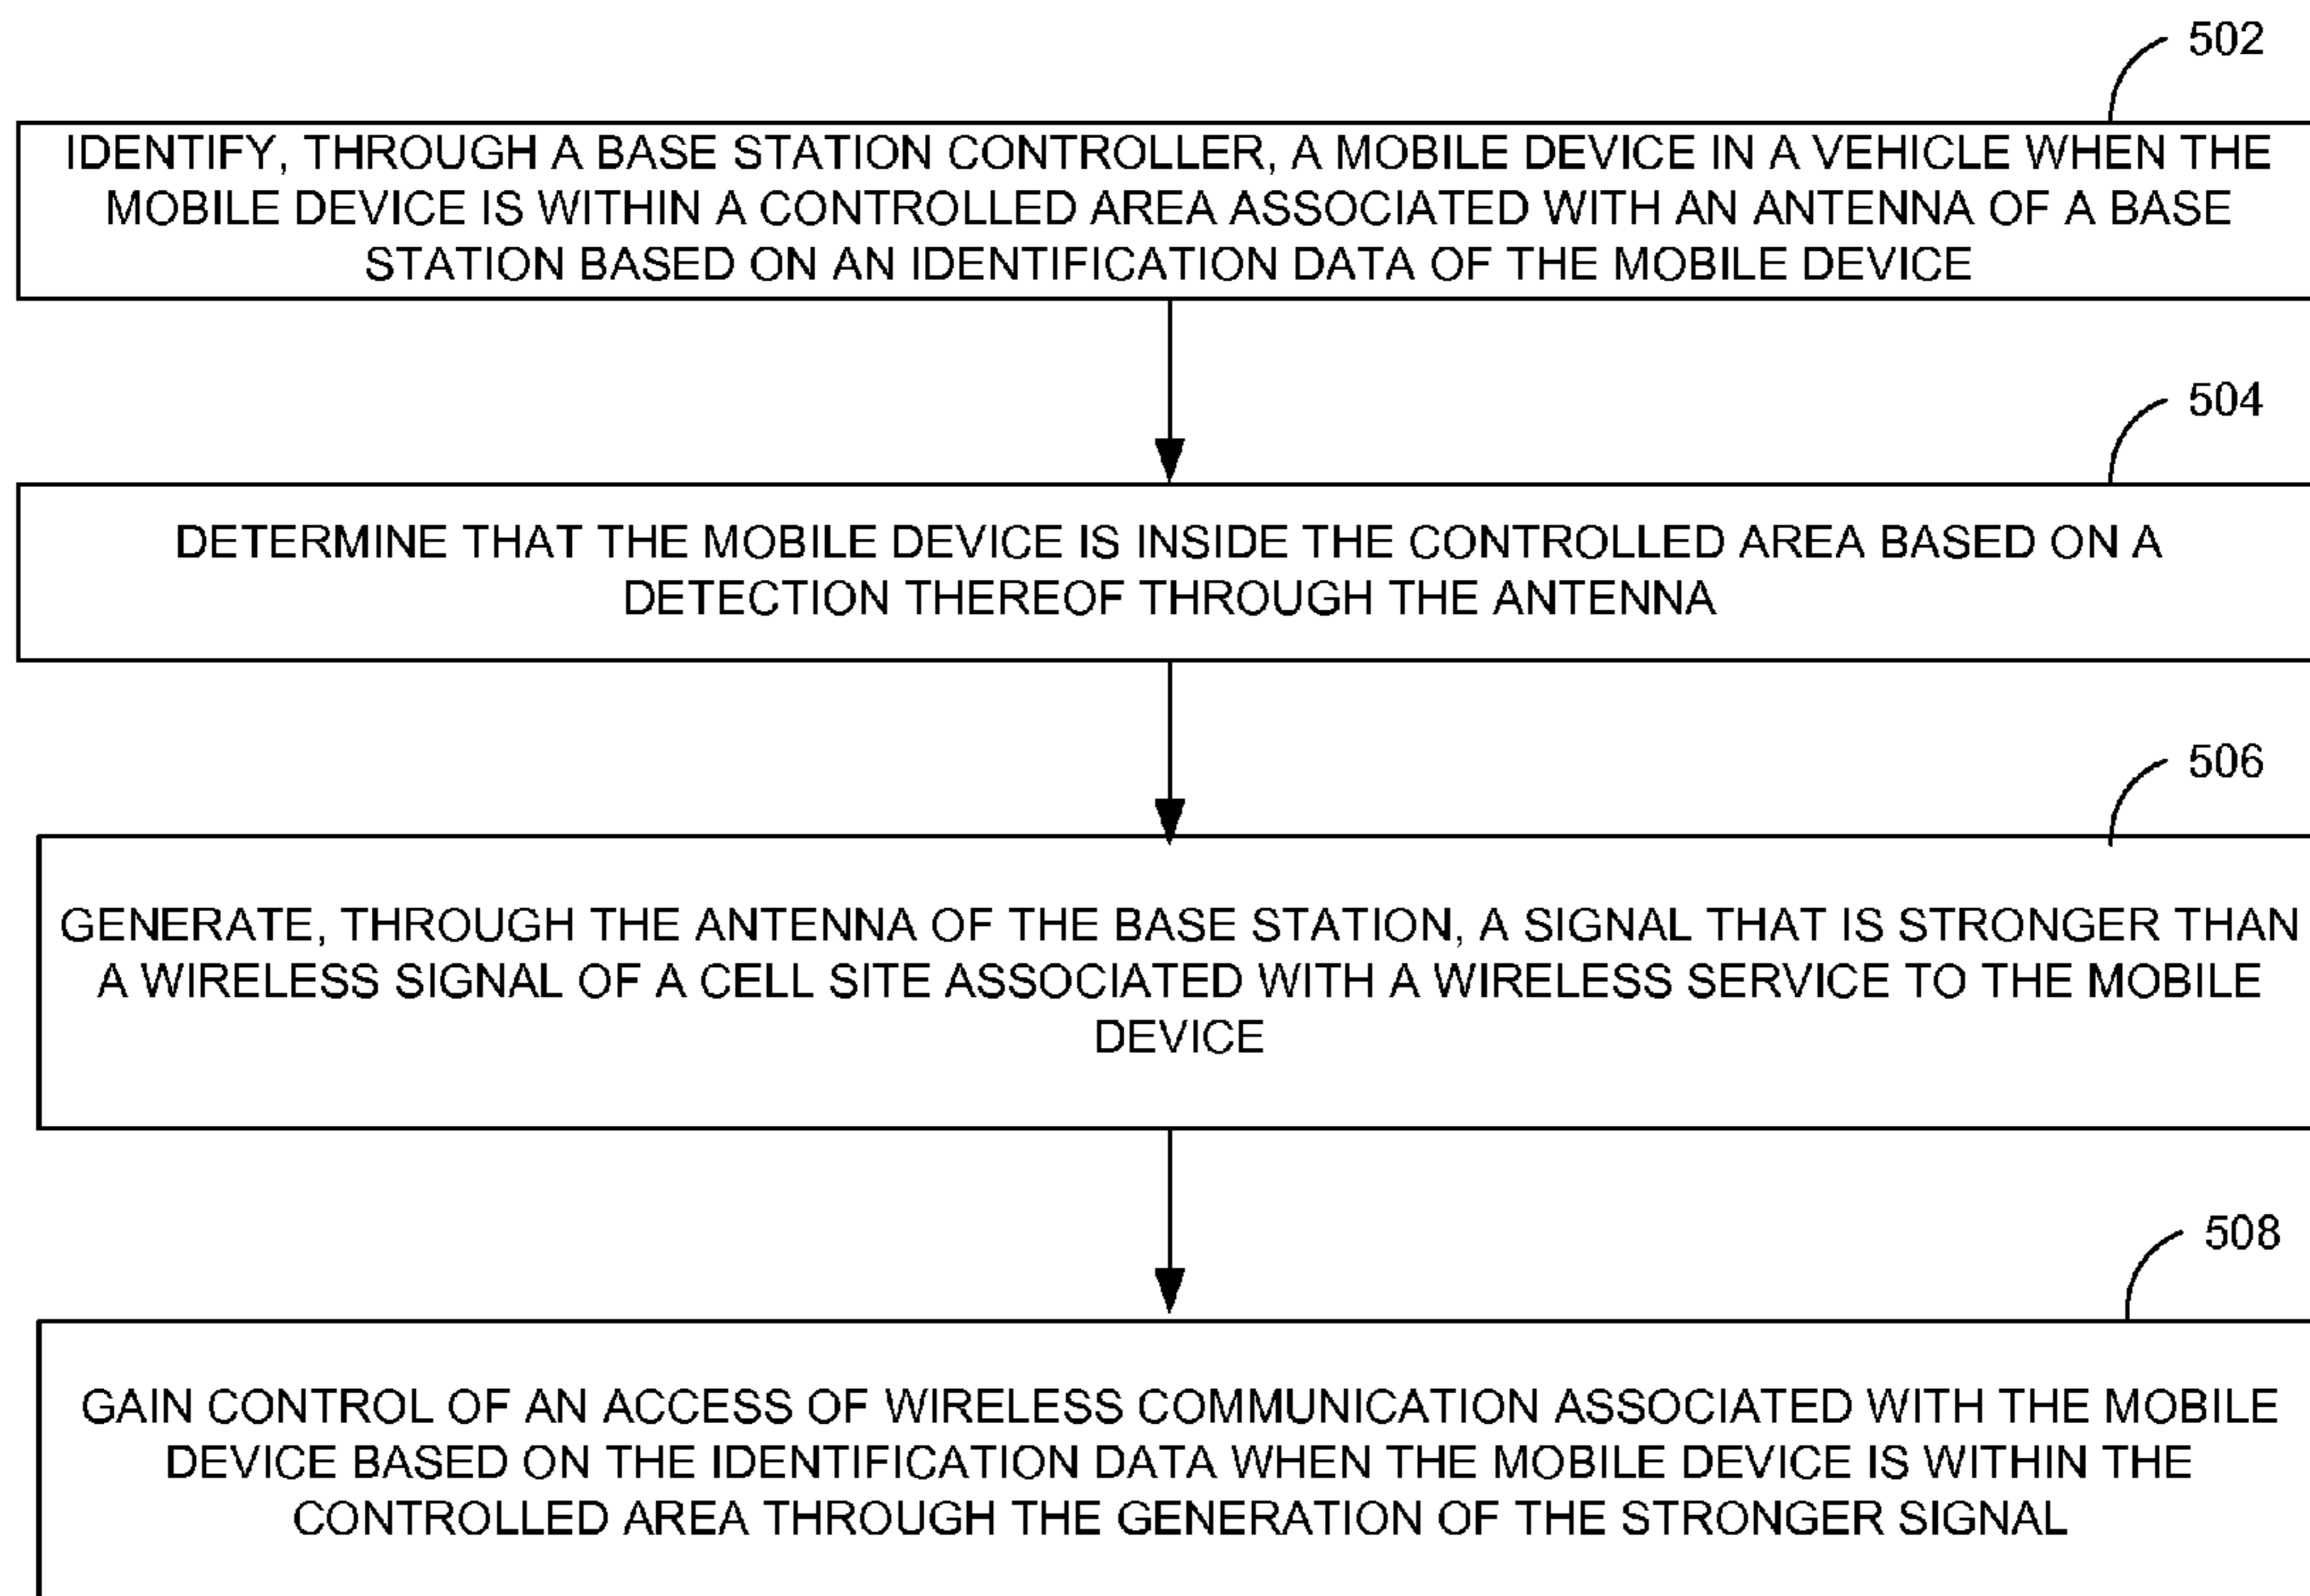 502
IDENTIFY, THROUGH A BASE STATION CONTROLLER, A MOBILE DEVICE IN A VEHICLE WHEN THE
MOBILE DEVICE IS WITHIN A CONTROLLED AREA ASSOCIATED WITH AN ANTENNA OF A BASE
STATION BASED ON AN IDENTIFICATION DATA OF THE MOBILE DEVICE
504
DETERMINE THAT THE MOBILE DEVICE IS INSIDE THE CONTROLLED AREA BASED ON A
DETECTION THEREOF THROUGH THE ANTENNA
506
GENERATE, THROUGH THE ANTENNA OF THE BASE STATION, A SIGNAL THAT IS STRONGER THAN
A WIRELESS SIGNAL OF A CELL SITE ASSOCIATED WITH A WIRELESS SERVICE TO THE MOBILE
DEVICE
508
GAIN CONTROL OF AN ACCESS OF WIRELESS COMMUNICATION ASSOCIATED WITH THE MOBILE
DEVICE BASED ON THE IDENTIFICATION DATA WHEN THE MOBILE DEVICE IS WITHIN THE
CONTROLLED AREA THROUGH THE GENERATION OF THE STRONGER SIGNAL